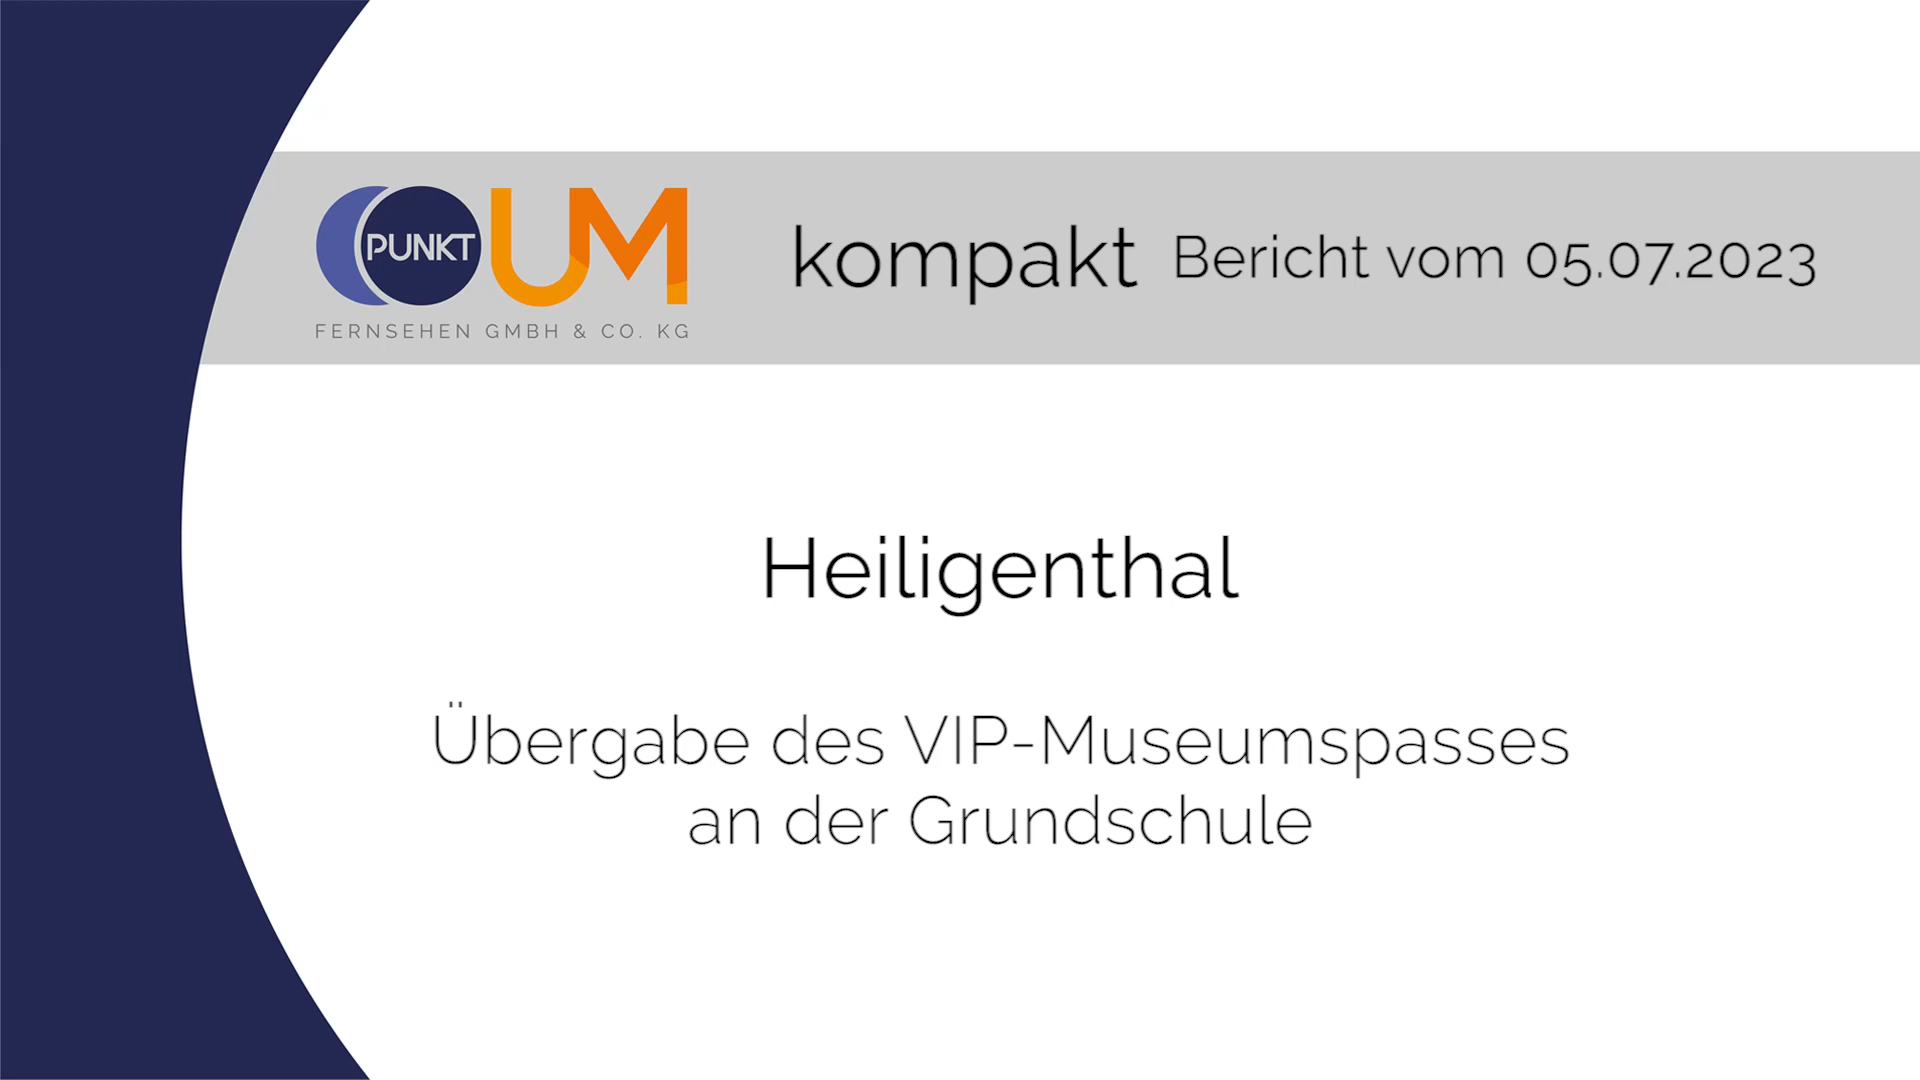 PUNKT UM
FERNSEHEN GMBH & CO. KG
kompakt Bericht vom 05.07.2023
Heiligenthal
Übergabe des VIP-Museumspasses
an der Grundschule